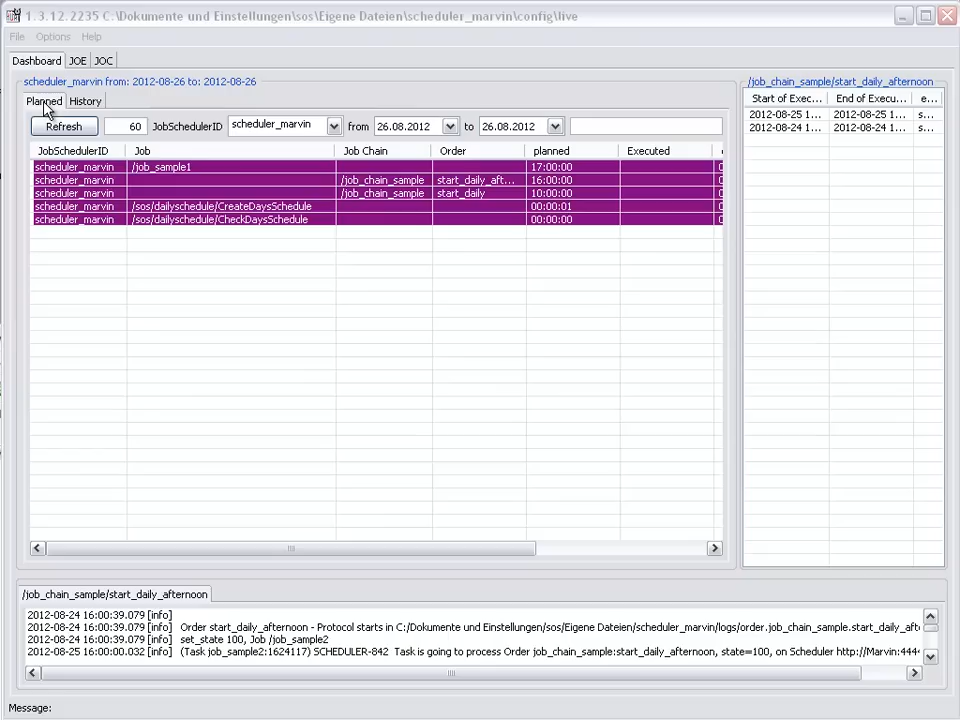 1.3.12.2235 C:\Dokumente und Einstellungen\sos\Eigene Dateien\scheduler_marvin\config\live
File Options Help
Dashboard JOE JOC
scheduler_marvin from: 2012-08-26 to: 2012-08-26
Planned History
Refresh 60 JobSchedulerID scheduler_marvin from 26.08.2012 to 26.08.2012
JobSchedulerID Job Job Chain Order planned Executed
scheduler_marvin /job_sample1 17:00:00
scheduler_marvin /job_chain_sample start_daily_aft... 16:00:00
scheduler_marvin /job_chain_sample start_daily 10:00:00
scheduler_marvin /sos/dailyschedule/CreateDaysSchedule 00:00:01
scheduler_marvin /sos/dailyschedule/CheckDaysSchedule 00:00:00
/job_chain_sample/start_daily_afternoon
Start of Exec... End of Execu... e...
2012-08-25 1... 2012-08-25 1... s...
2012-08-24 1... 2012-08-24 1... s...
/job_chain_sample/start_daily_afternoon
2012-08-24 16:00:39.079 [info]
2012-08-24 16:00:39.079 [info] Order start_daily_afternoon - Protocol starts in C:/Dokumente und Einstellungen/sos/Eigene Dateien/scheduler_marvin/logs/order.job_chain_sample.start_daily_aft
2012-08-24 16:00:39.079 [info] set_state 100, Job /job_sample2
2012-08-25 16:00:00.032 [info] (Task job_sample2:1624117) SCHEDULER-842 Task is going to process Order job_chain_sample:start_daily_afternoon, state=100, on Scheduler http://Marvin:4444
Message: